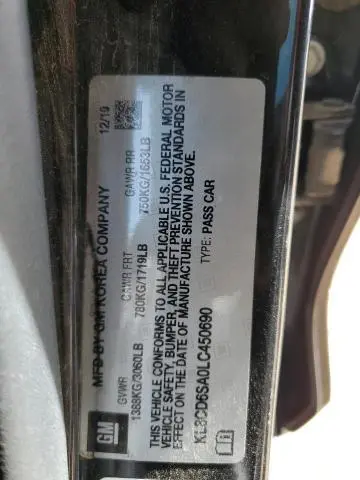 GM
MFD BY GM KOREA COMPANY
12/19
GVWR
GAWR FRT
GAWR RR
1388KG/3060LB
780KG/1719LB
750KG/1653LB
THIS VEHICLE CONFORMS TO ALL APPLICABLE U.S. FEDERAL MOTOR
VEHICLE SAFETY, BUMPER, AND THEFT PREVENTION STANDARDS IN
EFFECT ON THE DATE OF MANUFACTURE SHOWN ABOVE.
KL8CD6SA0LC450690
TYPE: PASS CAR